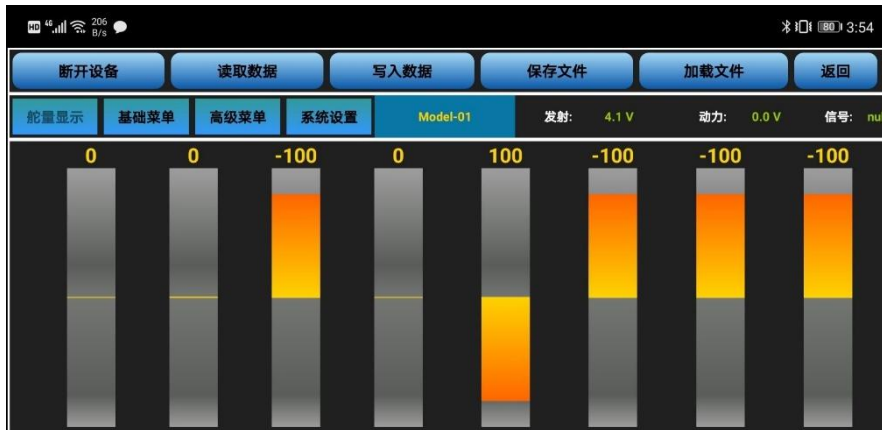 HD 4G 206 B/s 80 3:54
断开设备 读取数据 写入数据 保存文件 加载文件 返回
舵量显示 基础菜单 高级菜单 系统设置 Model-01 发射: 4.1 V 动力: 0.0 V 信号: nu
0 0 -100 0 100 -100 -100 -100